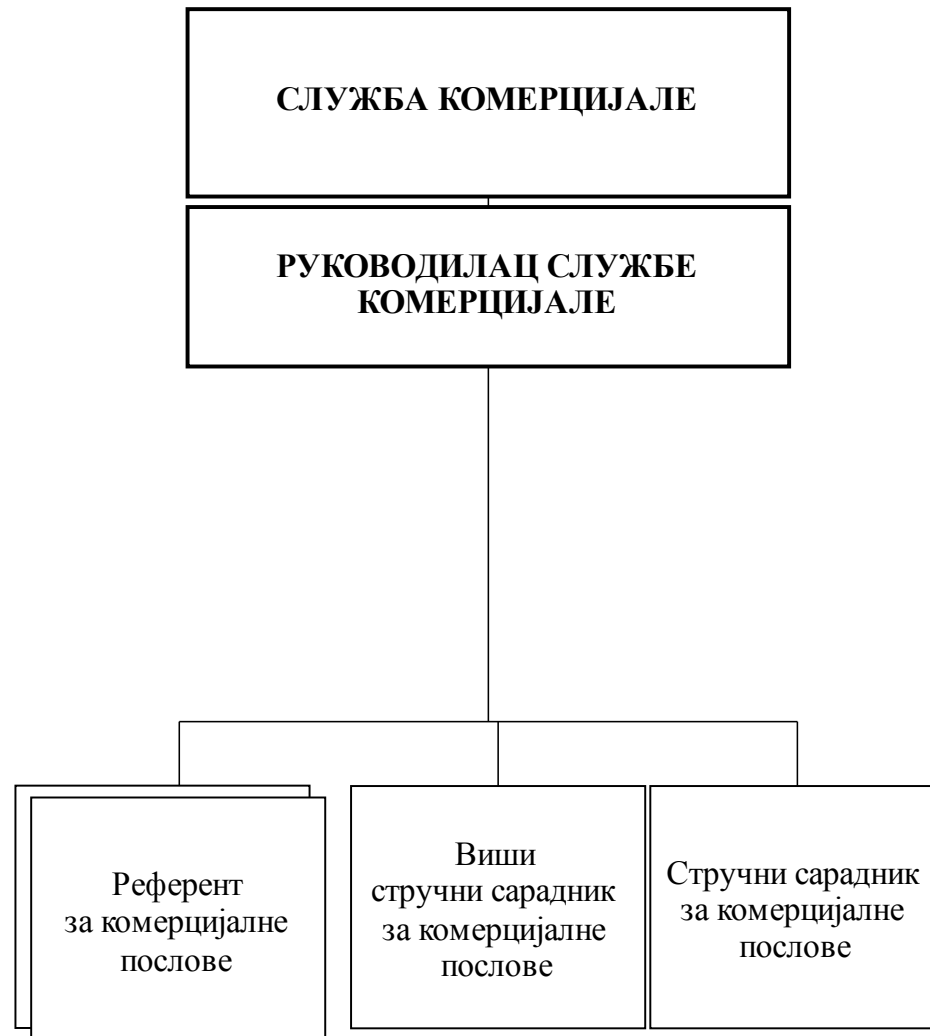 СЛУЖБА КОМЕРЦИЈАЛЕ
РУКОВОДИЛАЦ СЛУЖБЕ
КОМЕРЦИЈАЛЕ
Референт
за комерцијалне
послове
Виши
стручни сарадник
за комерцијалне
послове
Стручни сарадник
за комерцијалне
послове